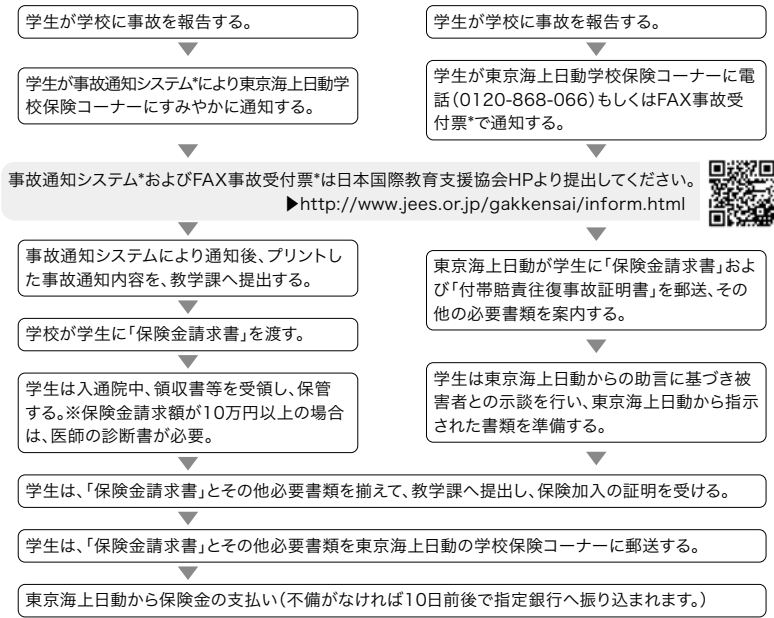 学生が学校に事故を報告する。
学生が事故通知システム*により東京海上日動学
校保険コーナーにすみやかに通知する。
学生が学校に事故を報告する。
学生が東京海上日動学校保険コーナーに電
話（0120-868-066）もしくはFAX事故受
付票*で通知する。
事故通知システム*およびFAX事故受付票*は日本国際教育支援協会HPより提出してください。
▶http://www.jees.or.jp/gakkensai/inform.html
事故通知システムにより通知後、プリントし
た事故通知内容を、教学課へ提出する。
学校が学生に「保険金請求書」を渡す。
学生は入通院中、領収書等を受領し、保管
する。※保険金請求額が10万円以上の場合
は、医師の診断書が必要。
東京海上日動が学生に「保険金請求書」およ
び「付帯賠責往復事故証明書」を郵送、その
他の必要書類を案内する。
学生は東京海上日動からの助言に基づき被
害者との示談を行い、東京海上日動から指示
された書類を準備する。
学生は、「保険金請求書」とその他必要書類を揃えて、教学課へ提出し、保険加入の証明を受ける。
学生は、「保険金請求書」とその他必要書類を東京海上日動の学校保険コーナーに郵送する。
東京海上日動から保険金の支払い（不備がなければ10日前後で指定銀行へ振り込まれます。）